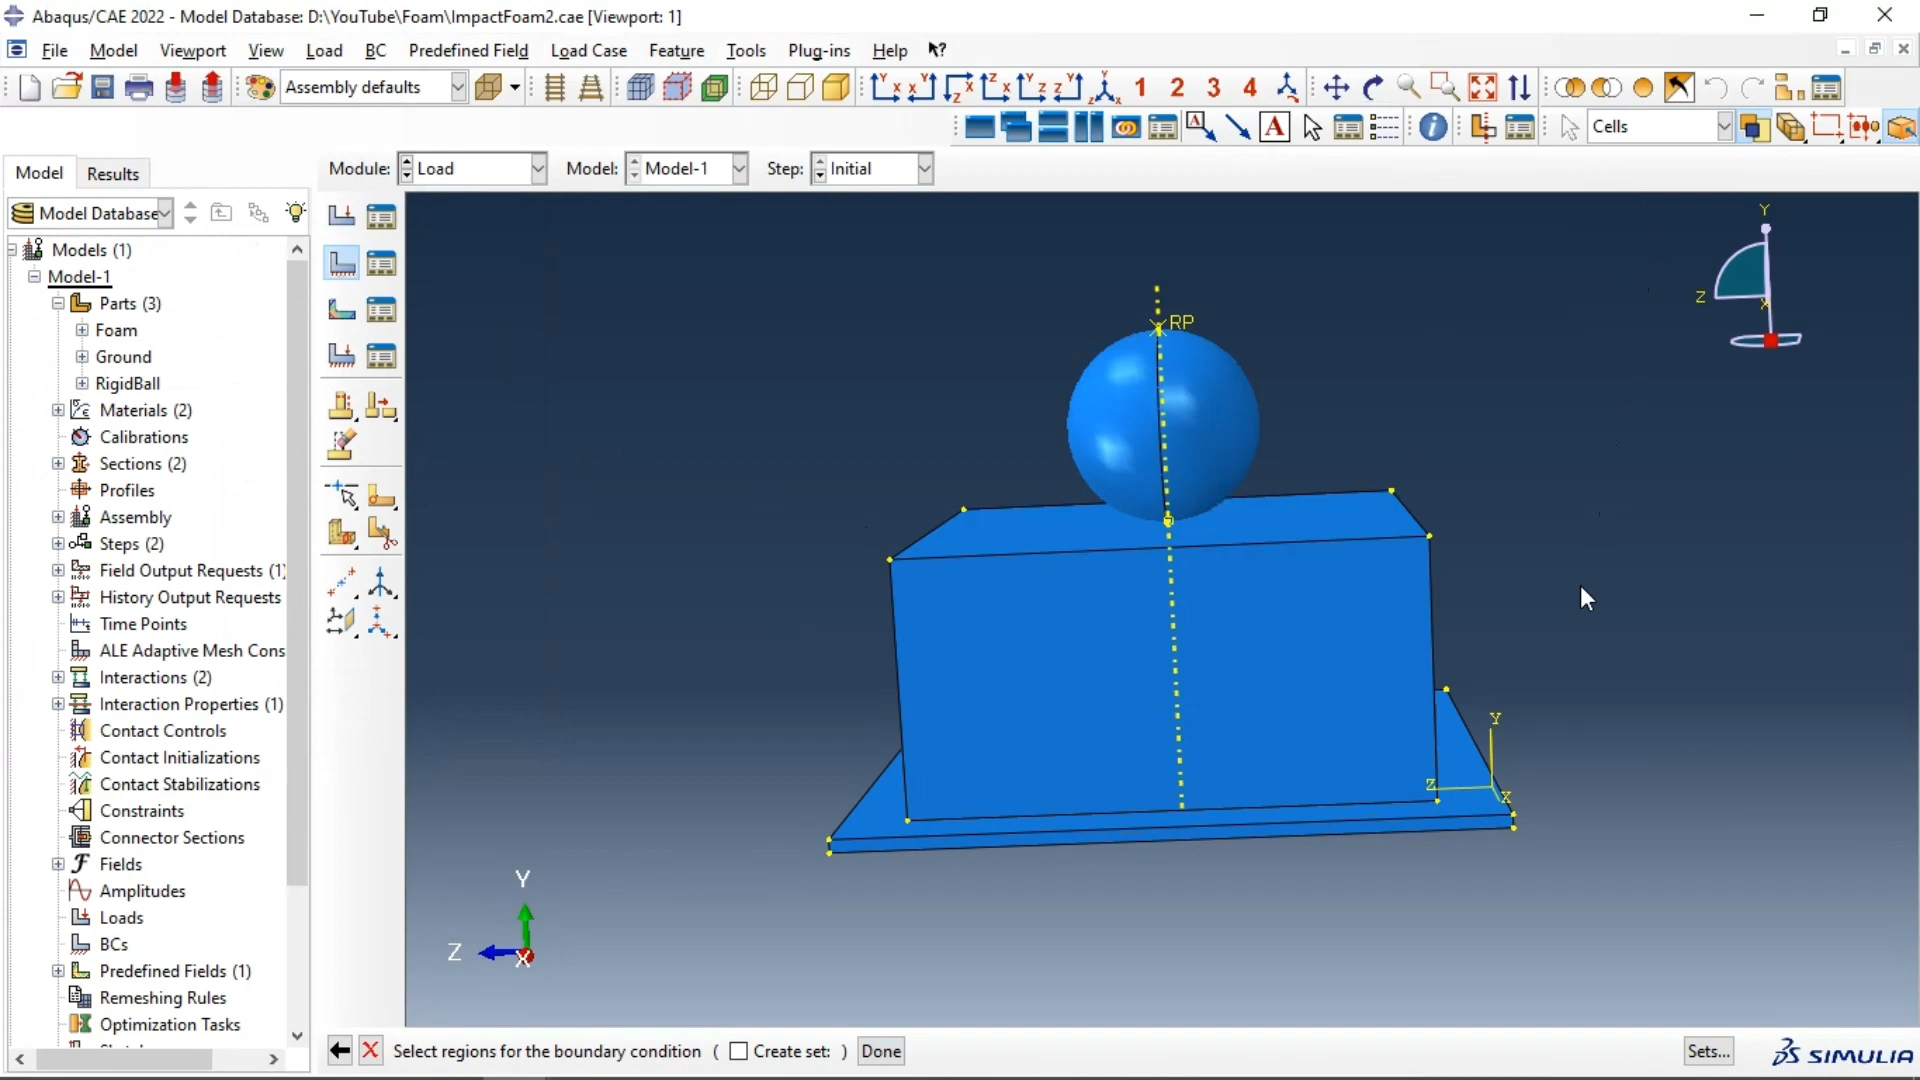 Abaqus/CAE 2022 - Model Database: D:\YouTube\Foam\ImpactFoam2.cae [Viewport: 1]
File Model Viewport View Load BC Predefined Field Load Case Feature Tools Plug-ins Help
Assembly defaults
1 2 3 4
A
Cells
Model Results
Module: Load Model: Model-1 Step: Initial
Model Database
Models (1)
Model-1
Parts (3)
Foam
Ground
RigidBall
Materials (2)
Calibrations
Sections (2)
Profiles
Assembly
Steps (2)
Field Output Requests (1)
History Output Requests
Time Points
ALE Adaptive Mesh Cons
Interactions (2)
Interaction Properties (1)
Contact Controls
Contact Initializations
Contact Stabilizations
Constraints
Connector Sections
Fields
Amplitudes
Loads
BCs
Predefined Fields (1)
Remeshing Rules
Optimization Tasks
Y
Z
X
RP
Y
Z
X
Y
Z
X
Select regions for the boundary condition ( Create set: ) Done
Sets...
SIMULIA